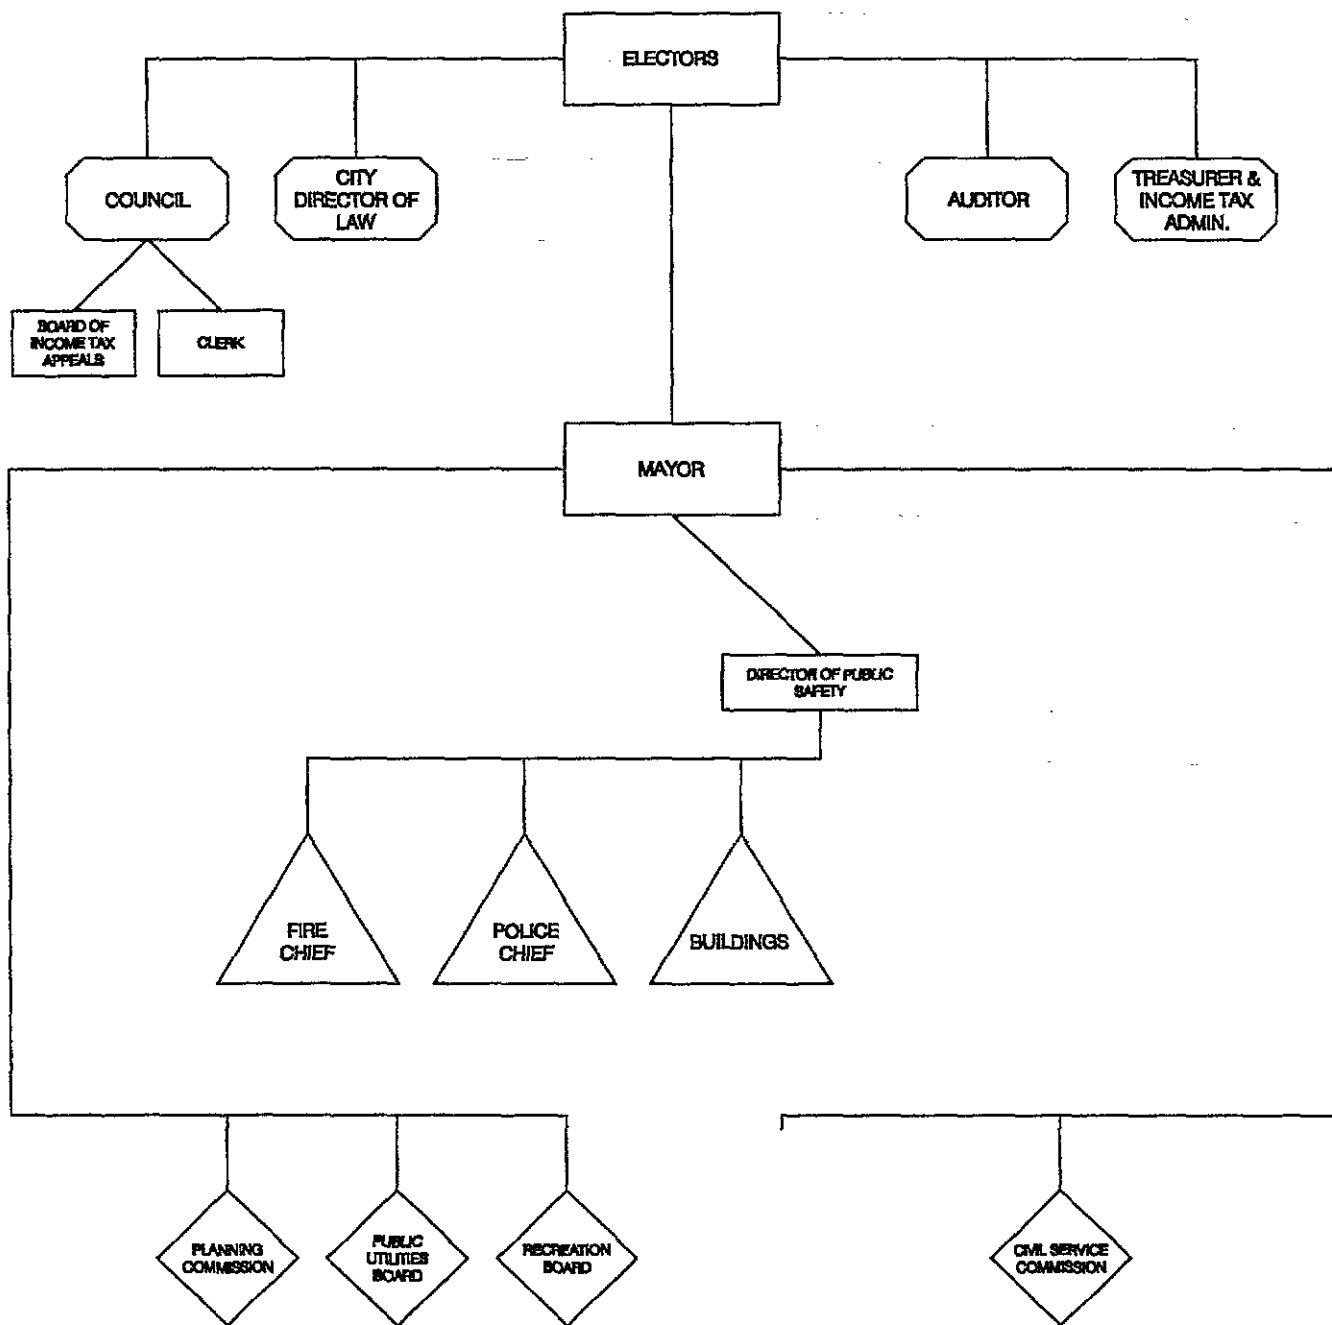 ELECTORS
COUNCIL
CITY
DIRECTOR OF
LAW
AUDITOR
TREASURER &
INCOME TAX
ADMIN.
BOARD OF
INCOME TAX
APPEALS
CLERK
MAYOR
DIRECTOR OF PUBLIC
SAFETY
FIRE
CHIEF
POLICE
CHIEF
BUILDINGS
PLANNING
COMMISSION
PUBLIC
UTILITIES
BOARD
RECREATION
BOARD
CIVIL SERVICE
COMMISSION